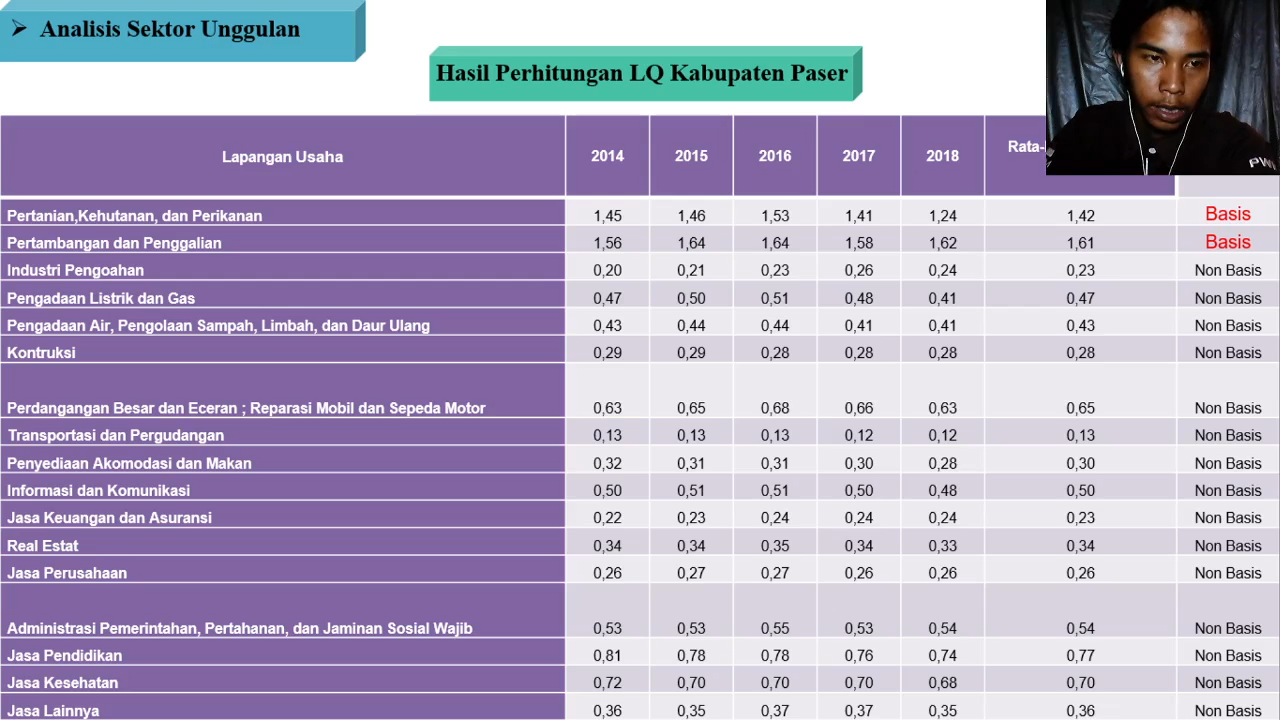 Analisis Sektor Unggulan
Hasil Perhitungan LQ Kabupaten Paser
Lapangan Usaha 2014 2015 2016 2017 2018 Rata-
Pertanian,Kehutanan, dan Perikanan 1,45 1,46 1,53 1,41 1,24 1,42 Basis
Pertambangan dan Penggalian 1,56 1,64 1,64 1,58 1,62 1,61 Basis
Industri Pengoahan 0,20 0,21 0,23 0,26 0,24 0,23 Non Basis
Pengadaan Listrik dan Gas 0,47 0,50 0,51 0,48 0,41 0,47 Non Basis
Pengadaan Air, Pengolaan Sampah, Limbah, dan Daur Ulang 0,43 0,44 0,44 0,41 0,41 0,43 Non Basis
Kontruksi 0,29 0,29 0,28 0,28 0,28 0,28 Non Basis
Perdangangan Besar dan Eceran ; Reparasi Mobil dan Sepeda Motor 0,63 0,65 0,68 0,66 0,63 0,65 Non Basis
Transportasi dan Pergudangan 0,13 0,13 0,13 0,12 0,12 0,13 Non Basis
Penyediaan Akomodasi dan Makan 0,32 0,31 0,31 0,30 0,28 0,30 Non Basis
Informasi dan Komunikasi 0,50 0,51 0,51 0,50 0,48 0,50 Non Basis
Jasa Keuangan dan Asuransi 0,22 0,23 0,24 0,24 0,24 0,23 Non Basis
Real Estat 0,34 0,34 0,35 0,34 0,33 0,34 Non Basis
Jasa Perusahaan 0,26 0,27 0,27 0,26 0,26 0,26 Non Basis
Administrasi Pemerintahan, Pertahanan, dan Jaminan Sosial Wajib 0,53 0,53 0,55 0,53 0,54 0,54 Non Basis
Jasa Pendidikan 0,81 0,78 0,78 0,76 0,74 0,77 Non Basis
Jasa Kesehatan 0,72 0,70 0,70 0,70 0,68 0,70 Non Basis
Jasa Lainnya 0,36 0,35 0,37 0,37 0,35 0,36 Non Basis